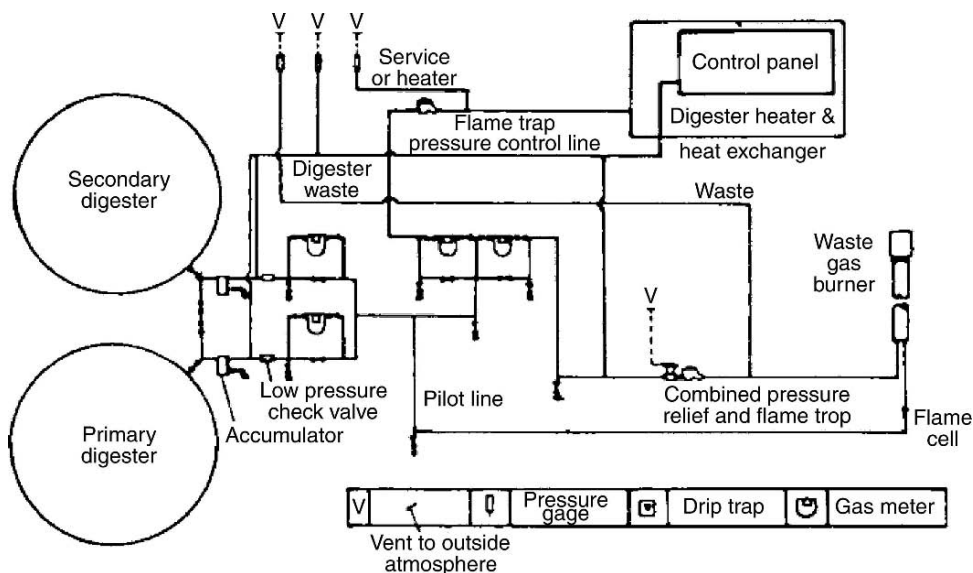 V V V
Service
or heater
Control panel
Flame trap
pressure control line
Digester heater &
heat exchanger
Secondary
digester
Digester
waste
Waste
Waste
gas
burner
V
Low pressure
check valve
Accumulator
Pilot line
Combined pressure
relief and flame trop
Flame
cell
Primary
digester
V
Pressure
gage
Drip trap
Gas meter
Vent to outside
atmosphere